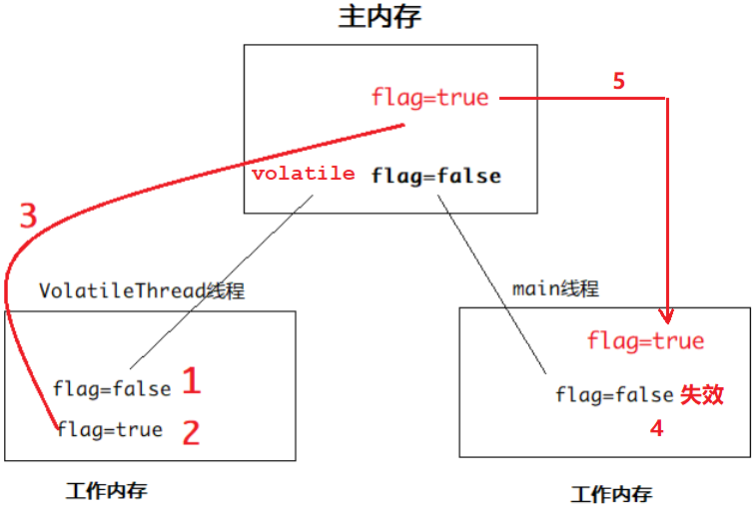 主内存
flag=true
5
volatile flag=false
3
VolatileThread线程
main线程
flag=true
flag=false 1
flag=false 失效
flag=true 2
4
工作内存
工作内存